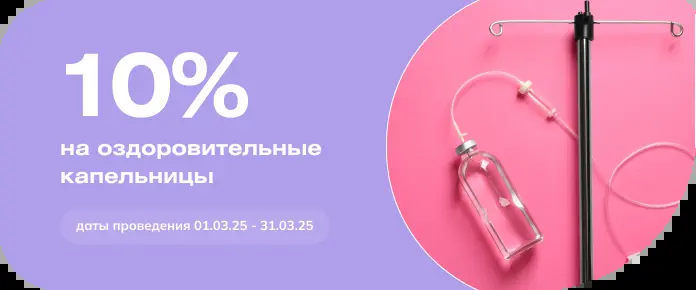 10%
на оздоровительные
капельницы
даты проведения 01.03.25 - 31.03.25